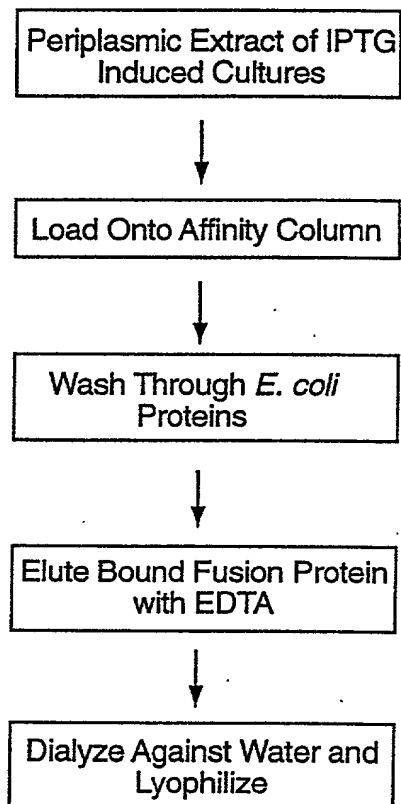 Periplasmic Extract of IPTG
Induced Cultures
Load Onto Affinity Column
Wash Through E. coli
Proteins
Elute Bound Fusion Protein
with EDTA
Dialyze Against Water and
Lyophilize